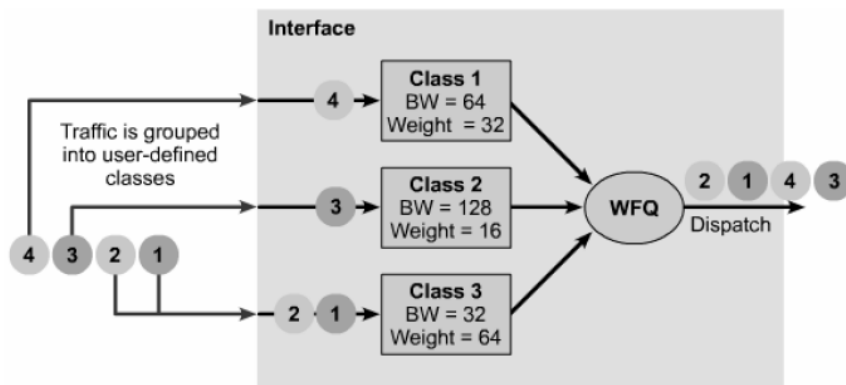 Interface
Class 1
BW = 64
Weight = 32
4
Traffic is grouped
into user-defined
classes
Class 2
BW = 128
Weight = 16
3
WFQ
2 1 4 3
Dispatch
4 3 2 1
Class 3
BW = 32
Weight = 64
2 1